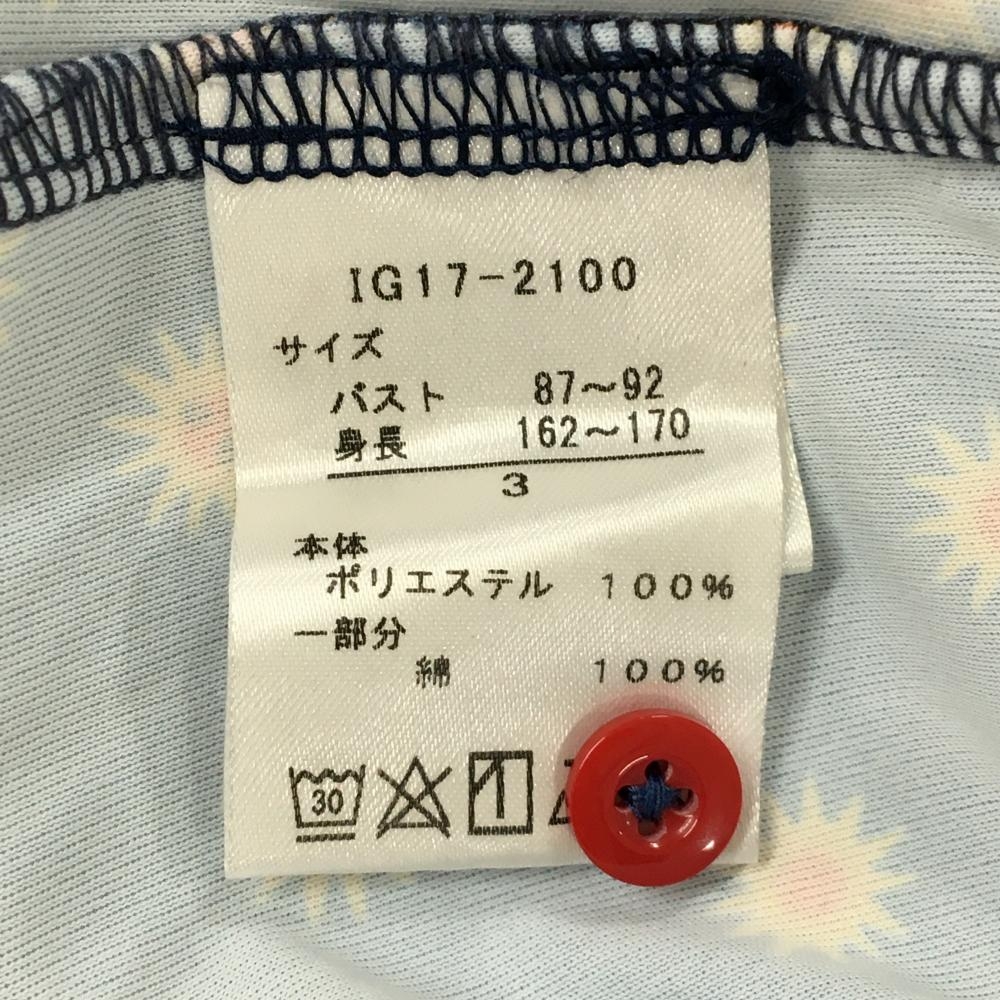 IG17-2100
サイズ
バスト 87～92
身長 162～170
3
本体
ポリエステル 100%
一部分
綿 100%
30